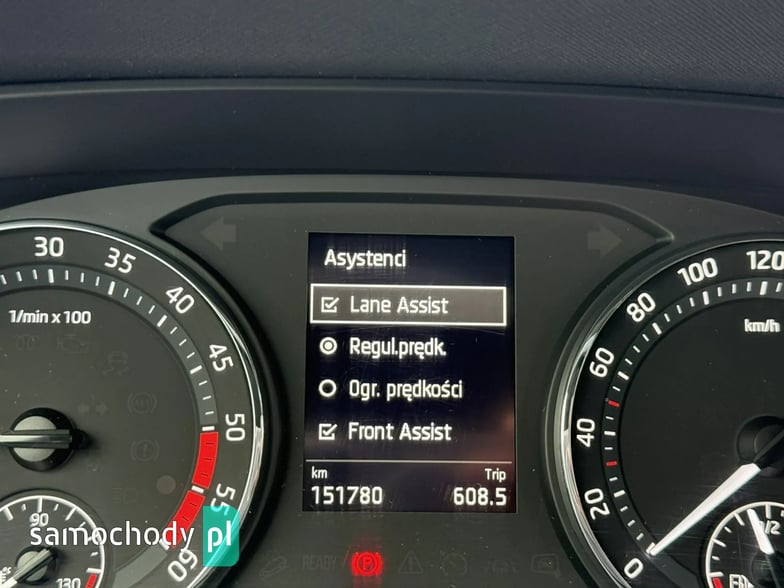 Asystenci
Lane Assist
Regul.prędk.
Ogr. prędkości
Front Assist
km
Trip
151780
608.5
30
35
40
45
50
55
60
1/min x 100
90
130
0
20
40
60
80
100
120
km/h
READY
samochody pl